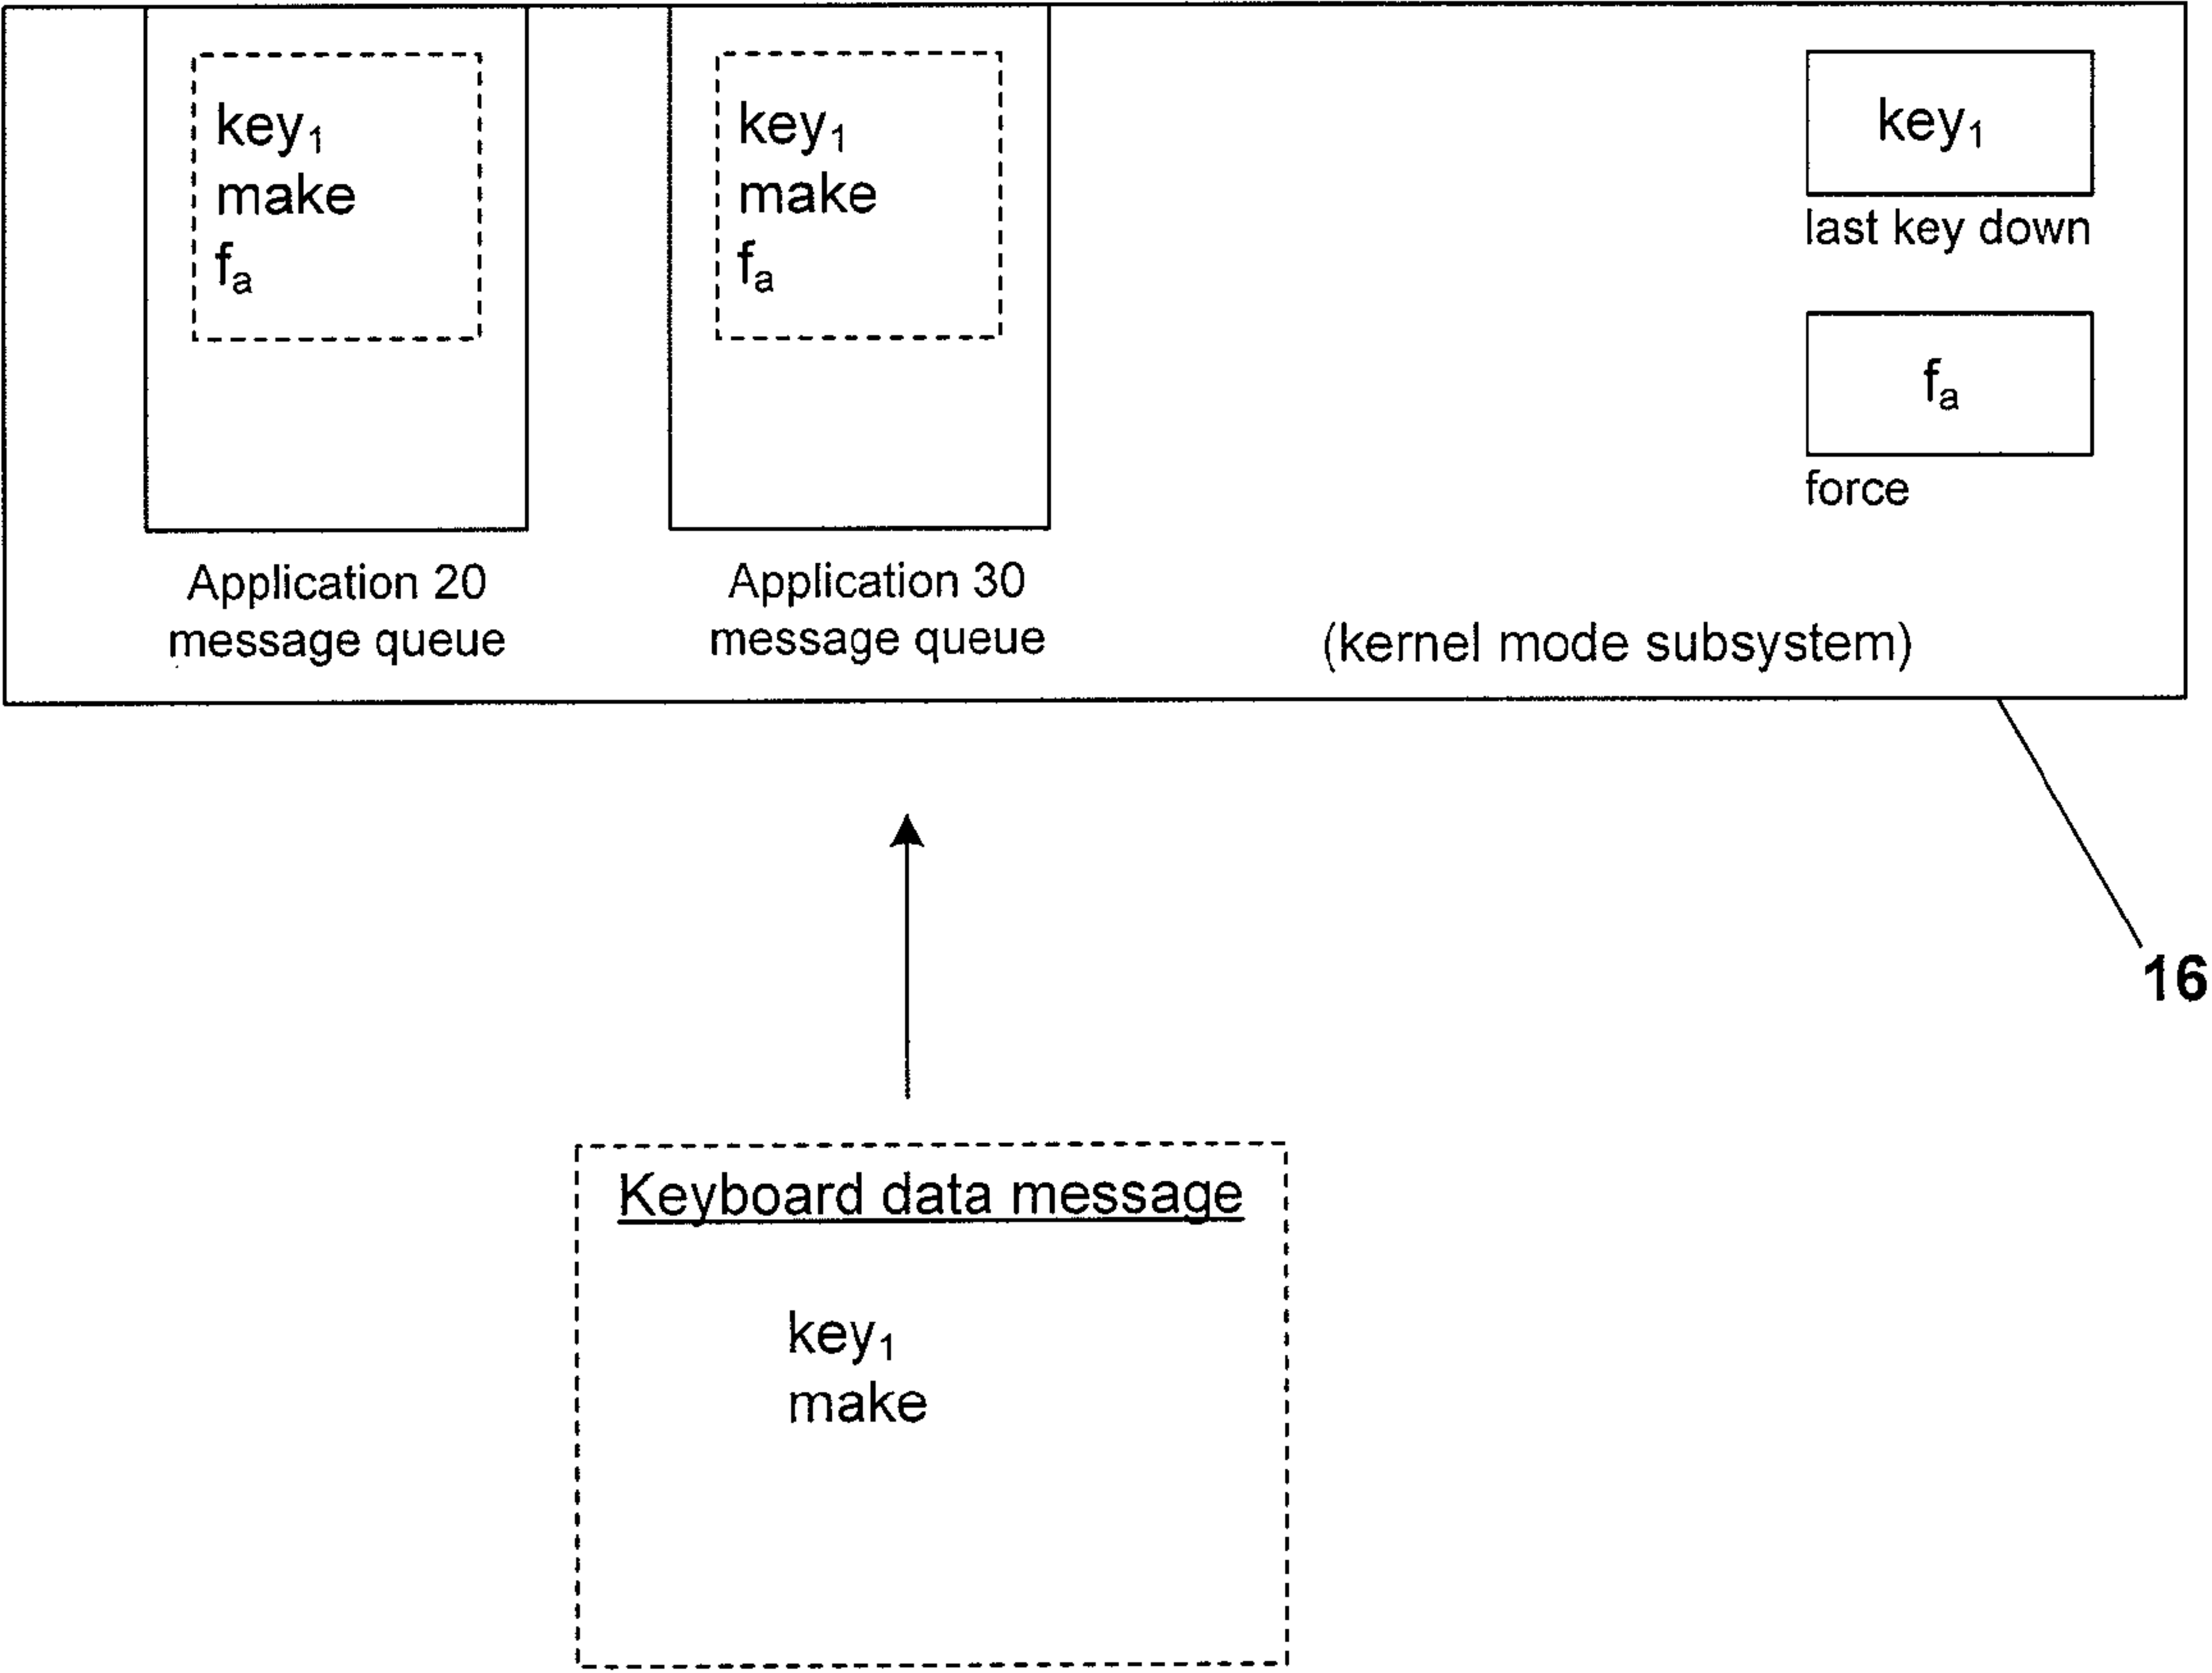 key₁
make
fₐ
Application 20
message queue
key₁
make
fₐ
Application 30
message queue
key₁
last key down
fₐ
force
(kernel mode subsystem)
16
Keyboard data message
key₁
make